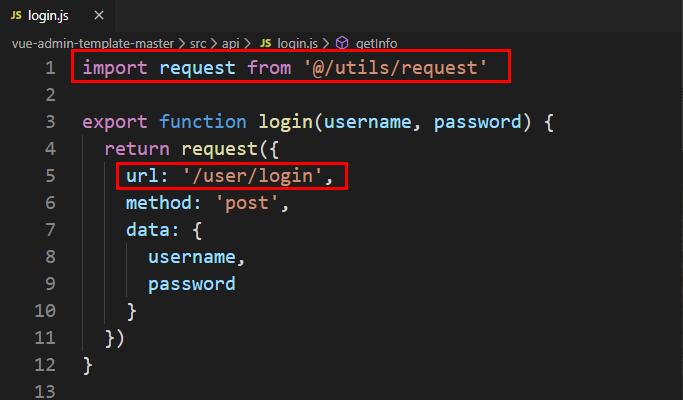 JS login.js ×
vue-admin-template-master > src > api > JS login.js > getInfo
1 import request from '@/utils/request'
2
3 export function login(username, password) {
4 return request({
5 url: '/user/login',
6 method: 'post',
7 data: {
8 username,
9 password
10 }
11 })
12 }
13